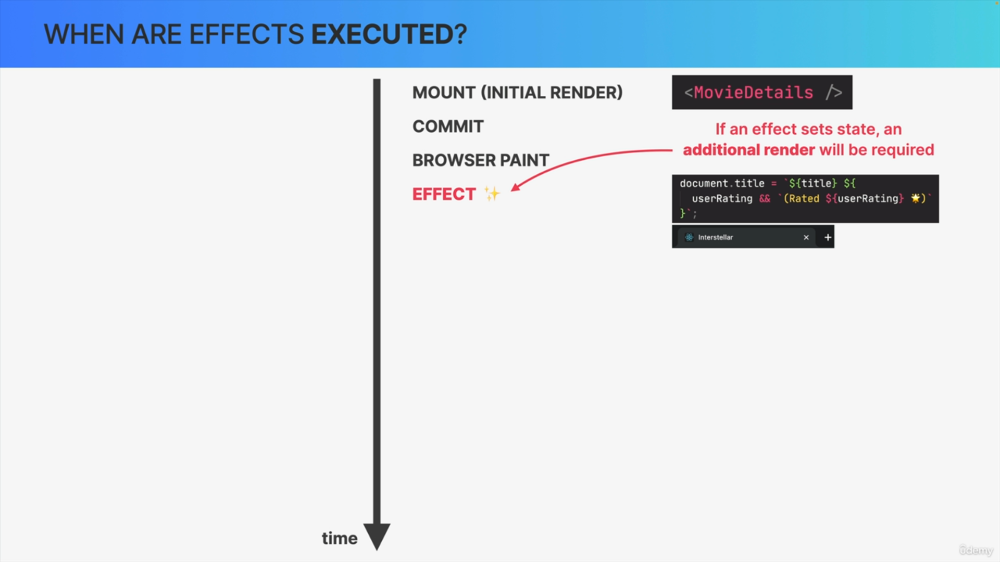 WHEN ARE EFFECTS EXECUTED?
MOUNT (INITIAL RENDER)
<MovieDetails />
COMMIT
If an effect sets state, an
additional render will be required
BROWSER PAINT
EFFECT ✨
document.title = `${title} ${
userRating && `(Rated ${userRating} 🌟)`
}`;
Interstellar × +
time
ûdemy